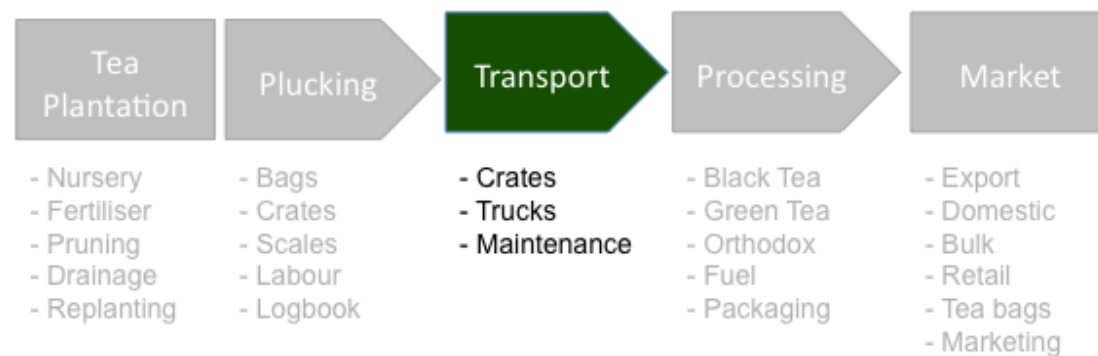 Tea
Plantation
Plucking
Transport
Processing
Market
- Nursery
- Fertiliser
- Pruning
- Drainage
- Replanting
- Bags
- Crates
- Scales
- Labour
- Logbook
- Crates
- Trucks
- Maintenance
- Black Tea
- Green Tea
- Orthodox
- Fuel
- Packaging
- Export
- Domestic
- Bulk
- Retail
- Tea bags
- Marketing